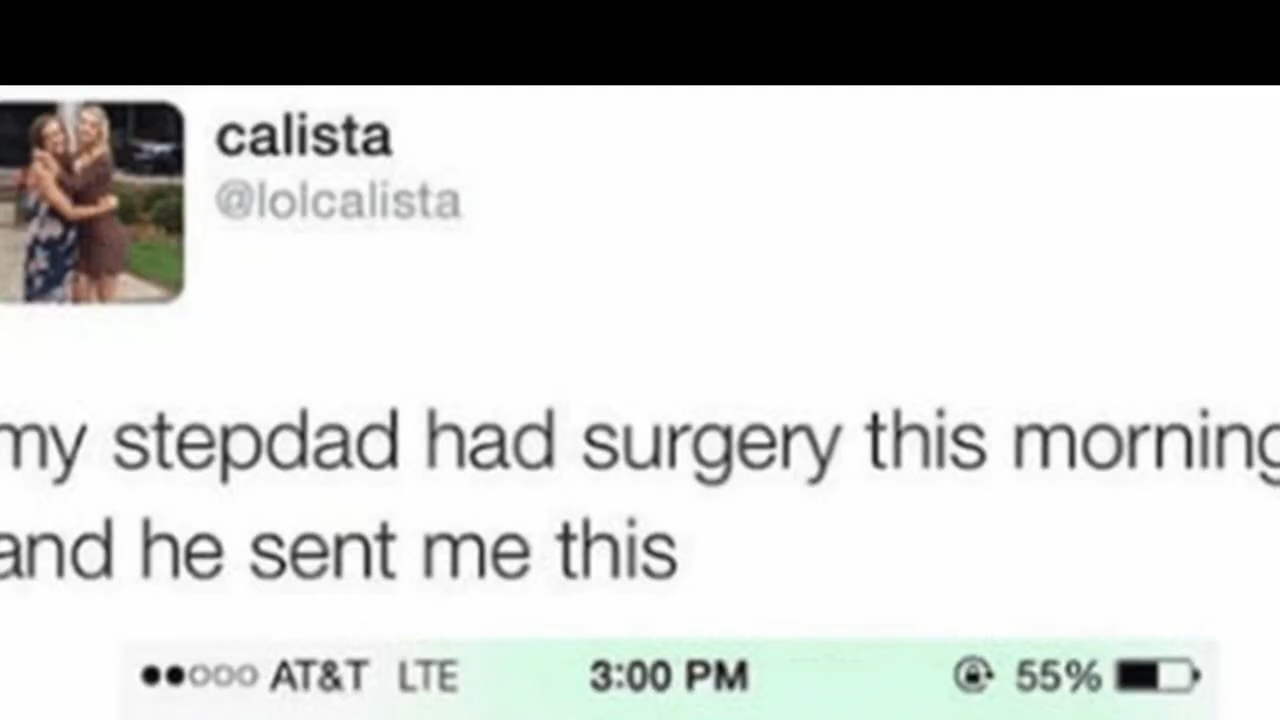 calista
@lolcalista
my stepdad had surgery this morning
and he sent me this
●●○○○ AT&T LTE 3:00 PM 55%